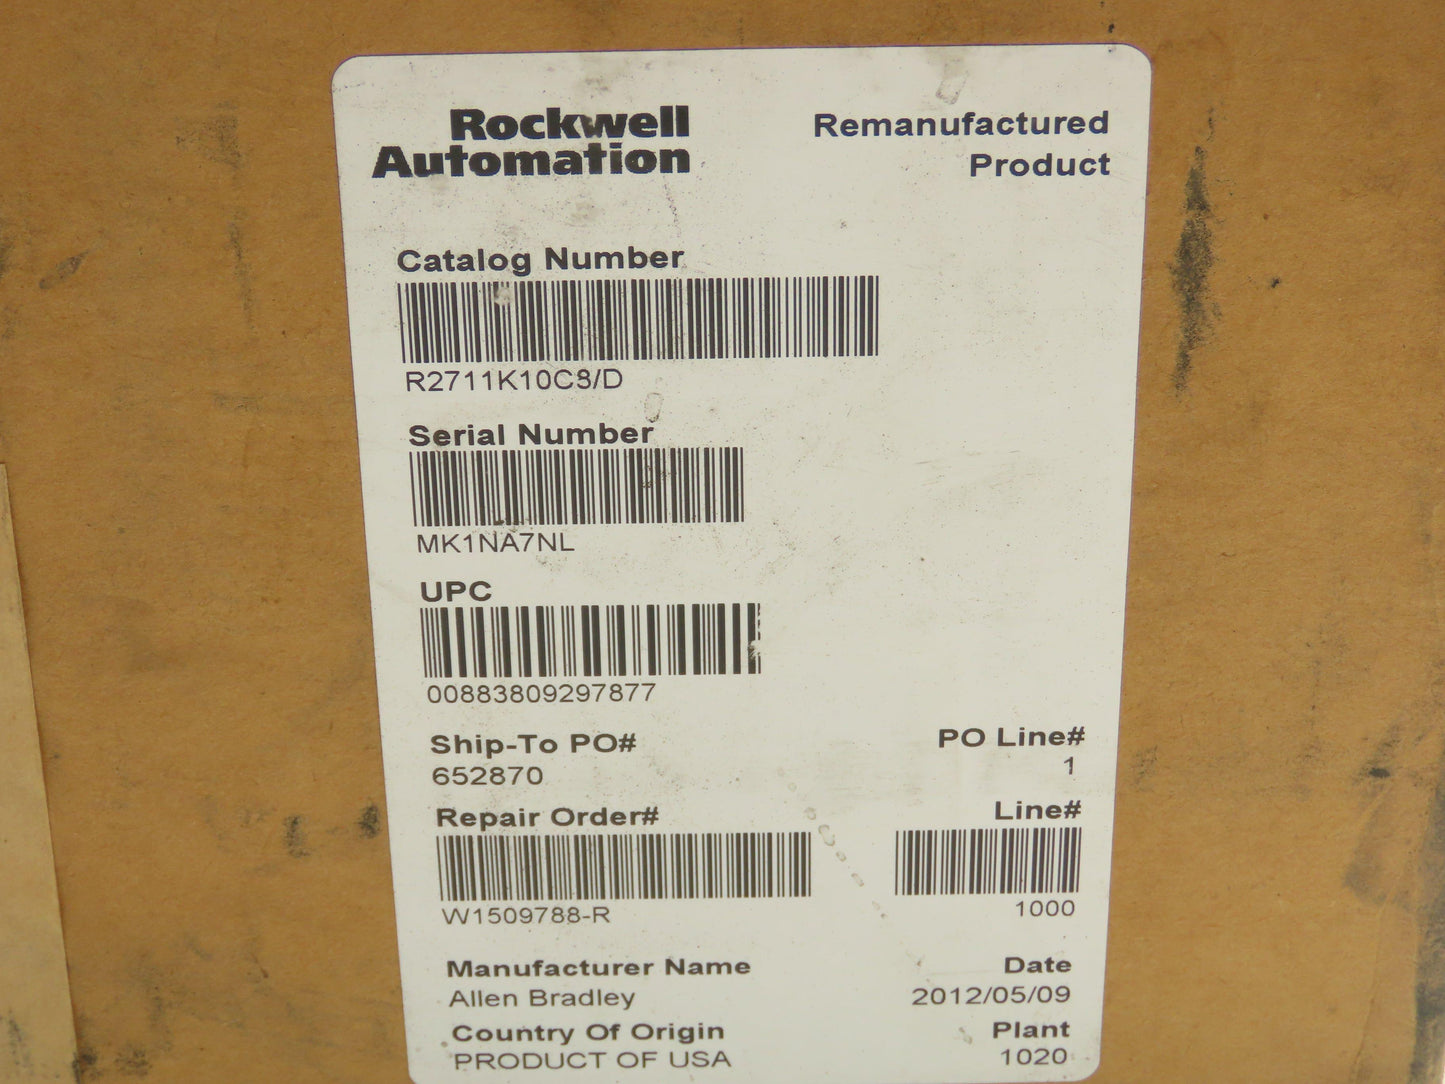 Rockwell
Automation
Remanufactured
Product
Catalog Number
R2711K10C8/D
Serial Number
MK1NA7NL
UPC
00883809297877
Ship-To PO#
652870
PO Line#
1
Repair Order#
W1509788-R
Line#
1000
Manufacturer Name
Allen Bradley
Date
2012/05/09
Country Of Origin
PRODUCT OF USA
Plant
1020